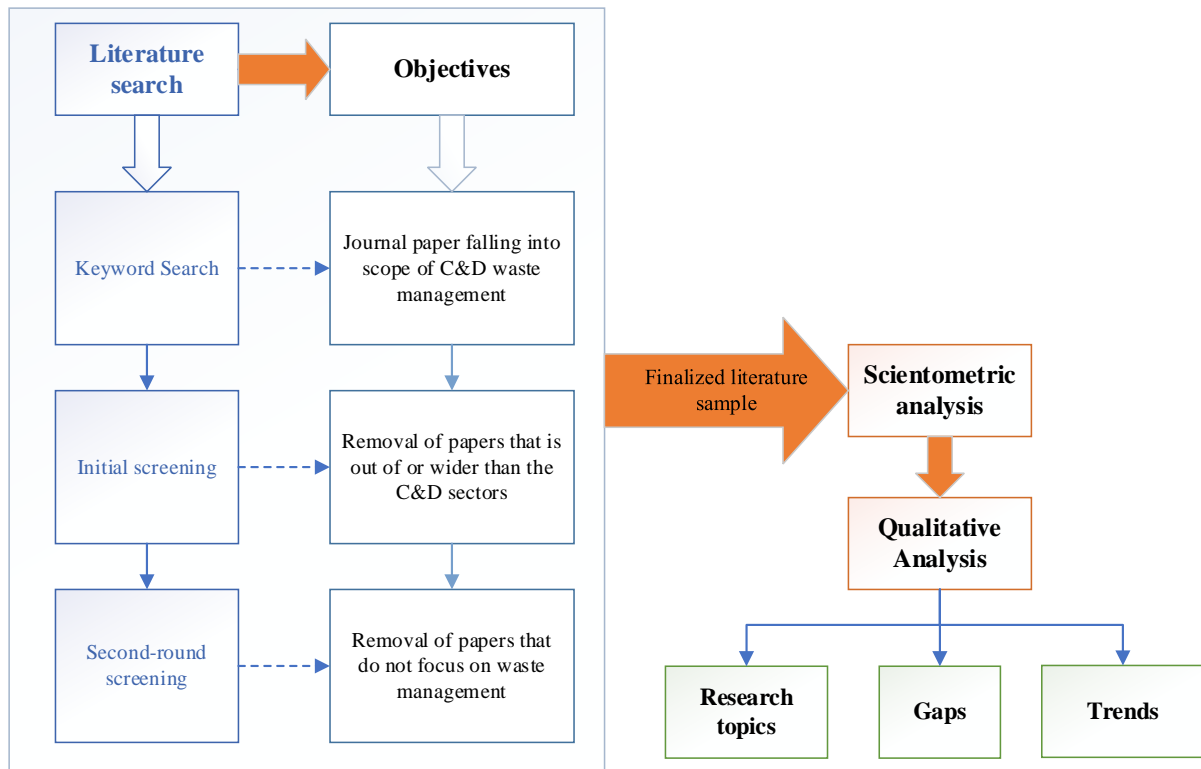 Literature
search
Objectives
Keyword Search
Journal paper falling into
scope of C&D waste
management
Initial screening
Removal of papers that is
out of or wider than the
C&D sectors
Second-round
screening
Removal of papers that
do not focus on waste
management
Finalized literature
sample
Scientometric
analysis
Qualitative
Analysis
Research
topics
Gaps
Trends